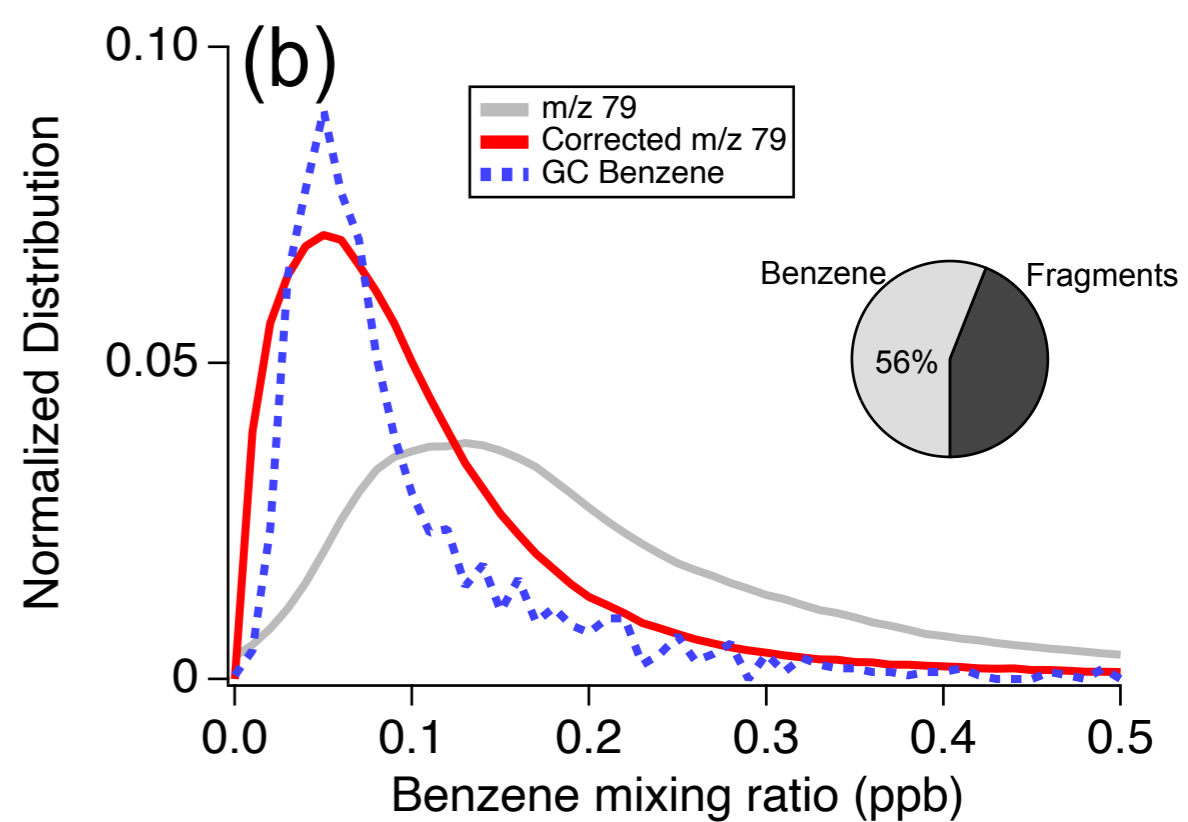 (b)
0.10
0.05
0
Normalized Distribution
m/z 79
Corrected m/z 79
GC Benzene
Benzene
Fragments
56%
0.0 0.1 0.2 0.3 0.4 0.5
Benzene mixing ratio (ppb)